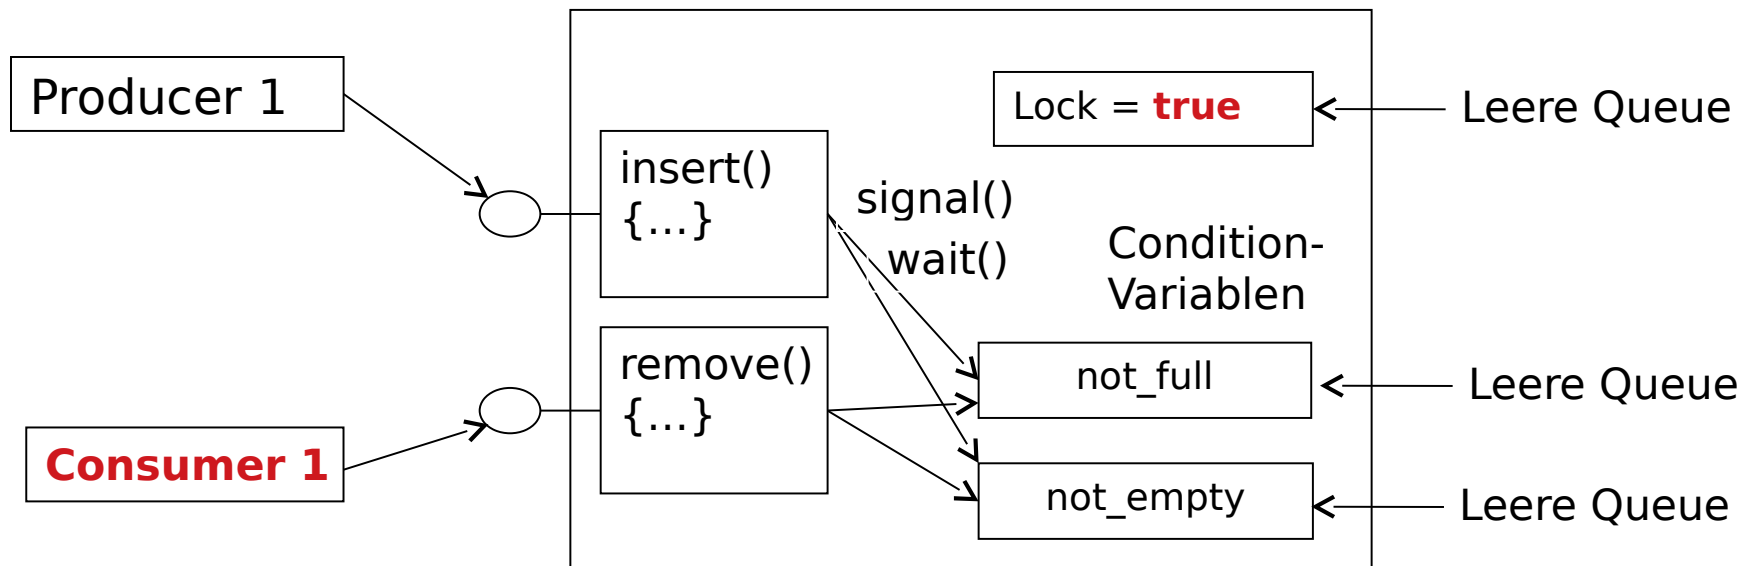 Producer 1
Lock = true
Leere Queue
insert()
{...}
signal()
wait()
Condition-
Variablen
remove()
{...}
not_full
Leere Queue
Consumer 1
not_empty
Leere Queue